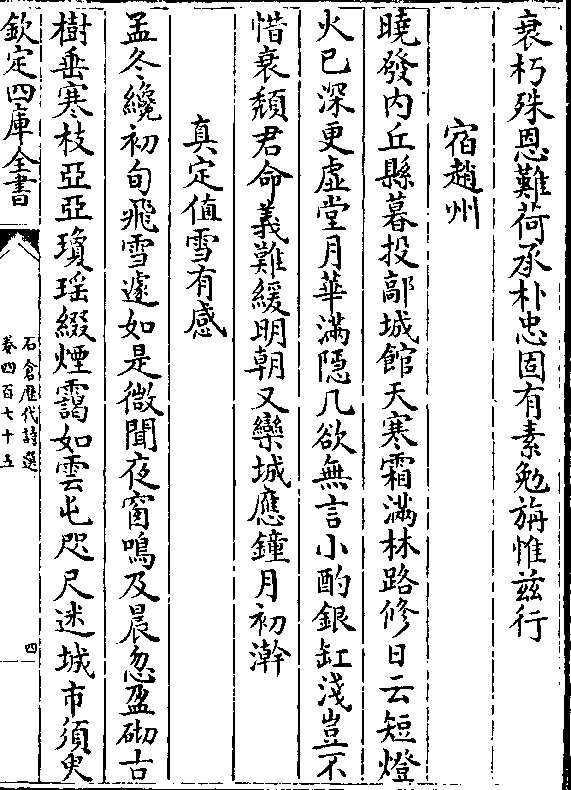 衰朽殊恩難荷承朴忠固有素勉旃惟兹行
宿趙州
曉發内丘縣暮投鄗城館天寒霜滿林路修日云短燈
火已深更虚堂月華滿隠几欲無言小酌銀缸淺豈不
惜衰頽君命義難緩明朝又欒城應鐘月初澣
真定值雪有感
孟冬纔初旬飛雪遽如是微聞夜窗鳴及晨忽盈砌古
樹垂寒枝亞亞瓊瑶綴煙靄如雲屯咫尺迷城市須臾
欽定四庫全書
石倉歴代詩選
卷四百七十五
四